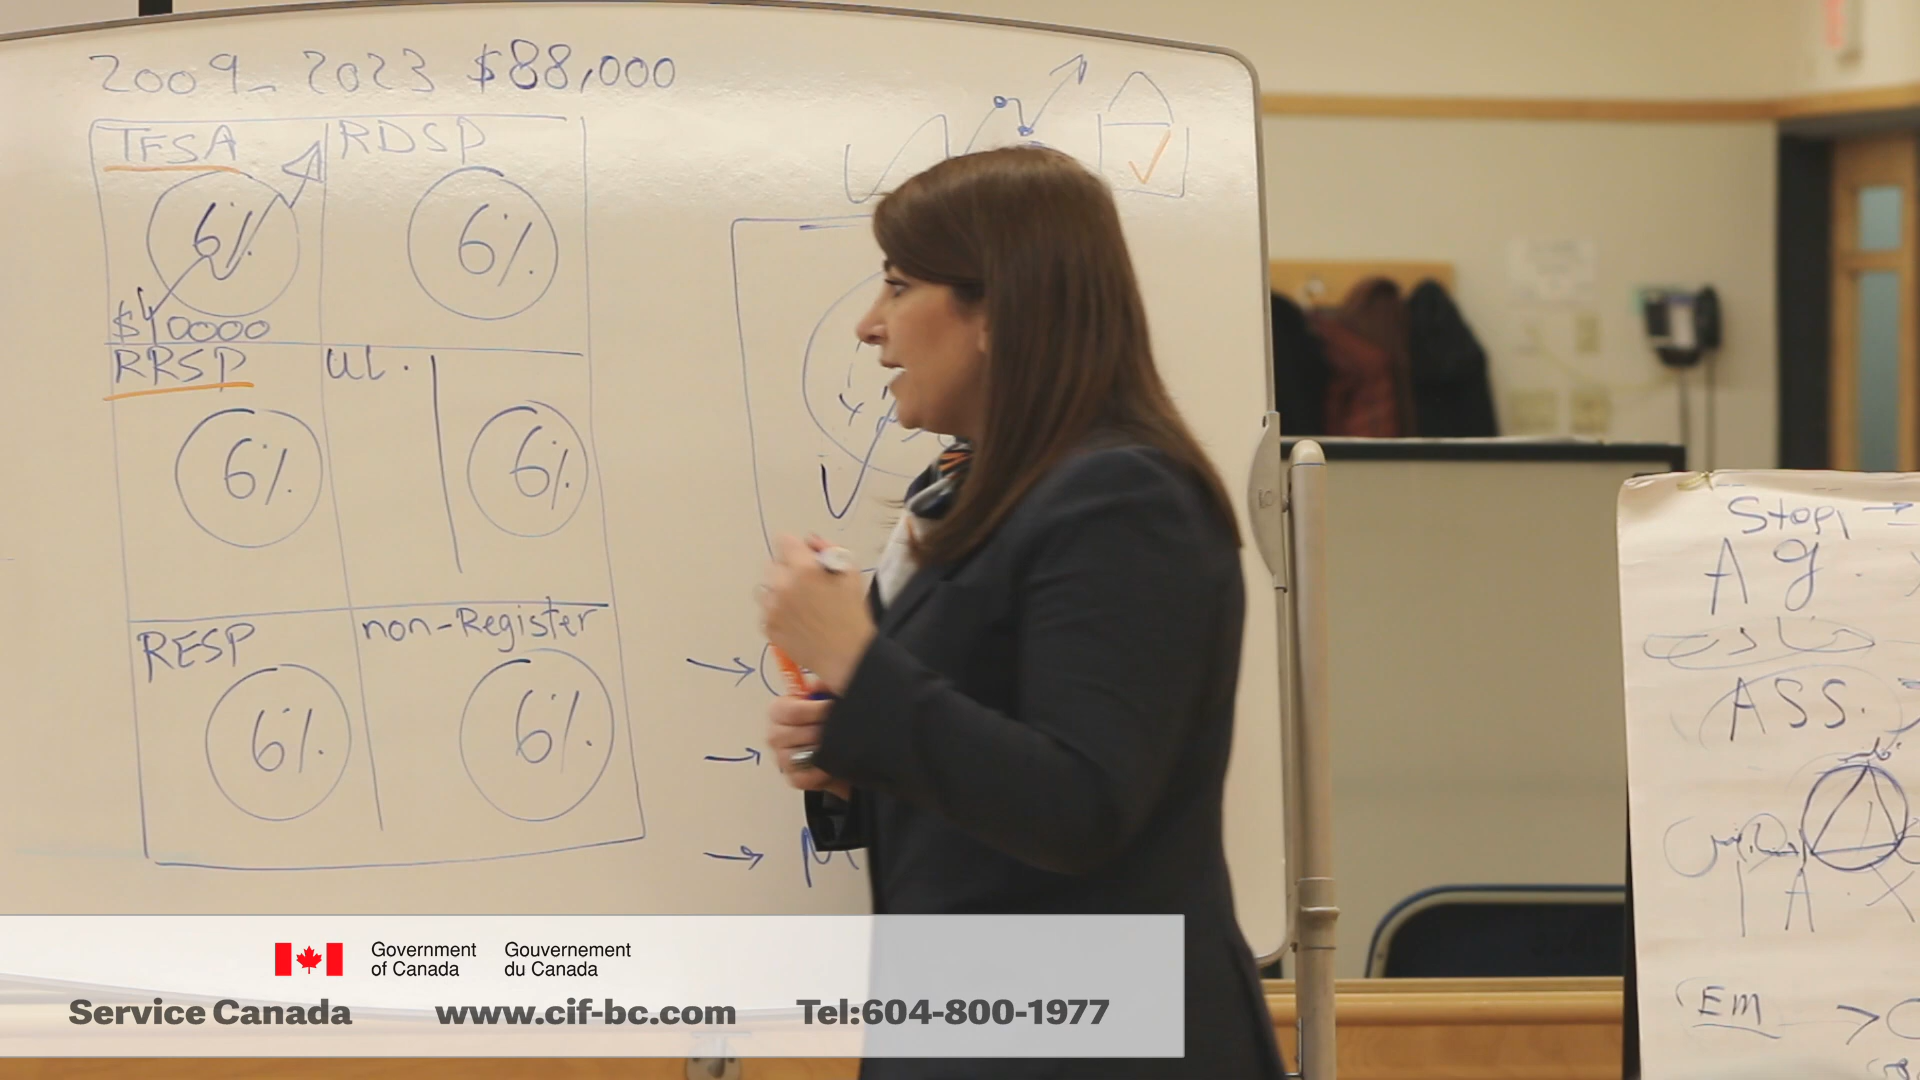 2009- 2023 $88,000
TFSA
RDSP
6%
6%
$10000
RRSP
UL.
6%
6%
RESP
non-Register
6%
6%
M
Stop
Ag.
ASS.
A
Em
Government of Canada
Gouvernement du Canada
Service Canada www.cif-bc.com Tel:604-800-1977